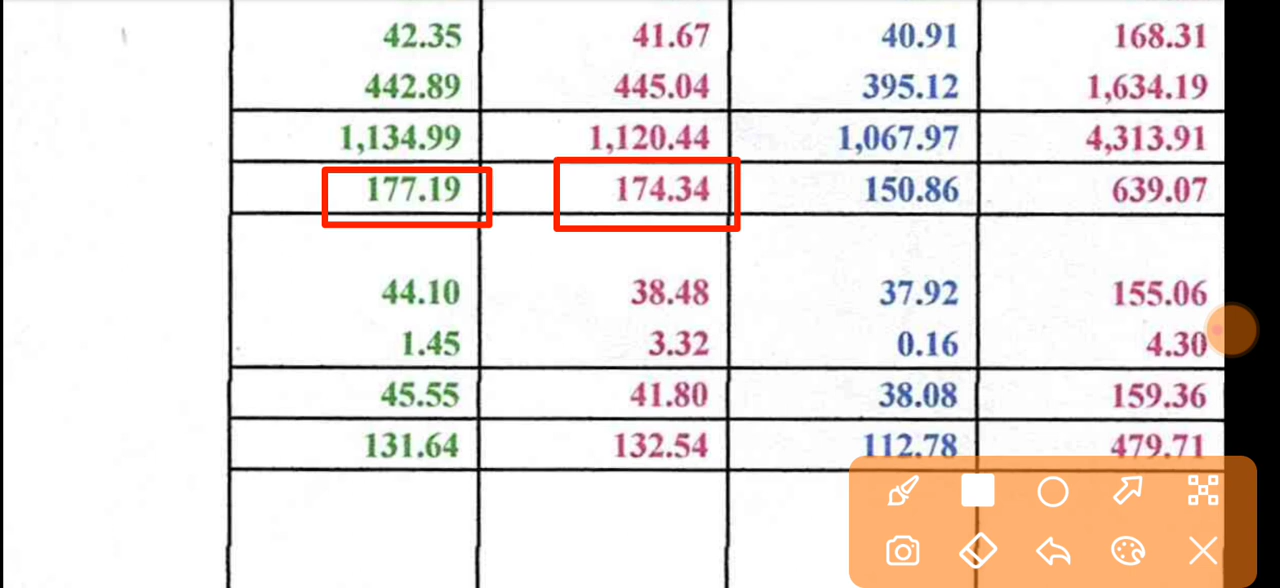 42.35 41.67 40.91 168.31
442.89 445.04 395.12 1,634.19
1,134.99 1,120.44 1,067.97 4,313.91
177.19 174.34 150.86 639.07
44.10 38.48 37.92 155.06
1.45 3.32 0.16 4.30
45.55 41.80 38.08 159.36
131.64 132.54 112.78 479.71